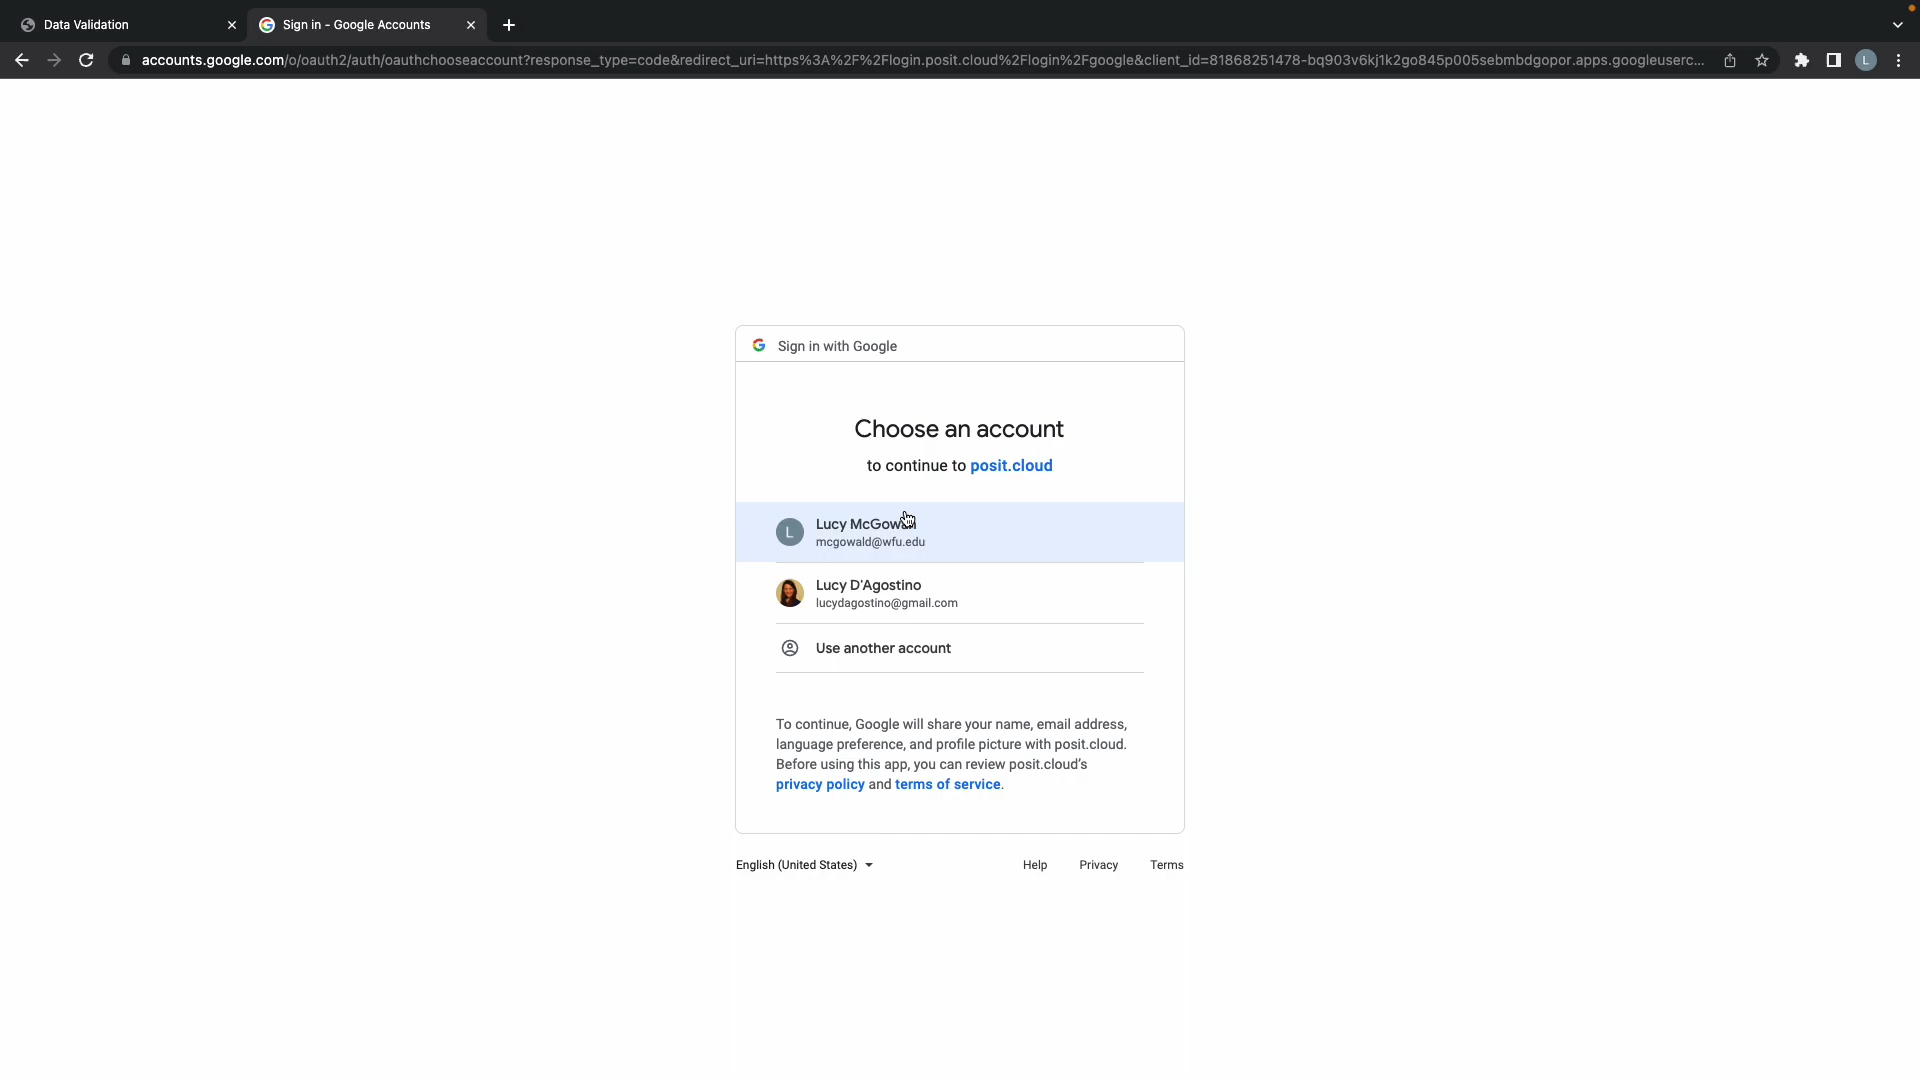 Data Validation
Sign in - Google Accounts
accounts.google.com/o/oauth2/auth/oauthchooseaccount?response_type=code&redirect_uri=https%3A%2F%2Flogin.posit.cloud%2Flogin%2Fgoogle&client_id=81868251478-bq903v6kj1k2go845p005sebmbdgopor.apps.googleuserc...
L
Sign in with Google
Choose an account
to continue to posit.cloud
L
Lucy McGowan
mcgowald@wfu.edu
Lucy D'Agostino
lucydagostino@gmail.com
Use another account
To continue, Google will share your name, email address,
language preference, and profile picture with posit.cloud.
Before using this app, you can review posit.cloud's
privacy policy and terms of service.
English (United States)
Help
Privacy
Terms